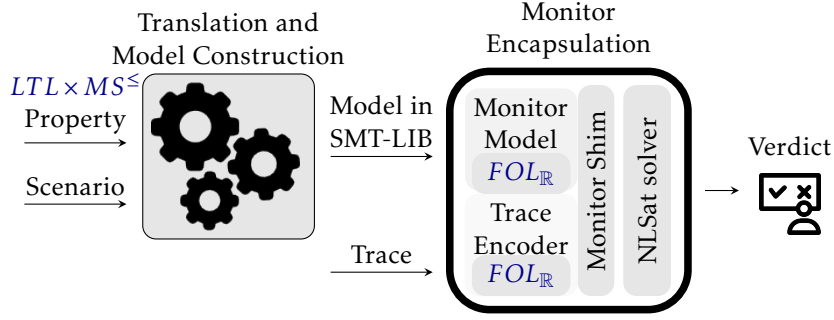 Translation and
Model Construction
LTL × MS≤
Property
Scenario
Model in
SMT-LIB
Trace
Monitor
Encapsulation
Monitor
Model
FOLℝ
Trace
Encoder
FOLℝ
Monitor Shim
NLSat solver
Verdict